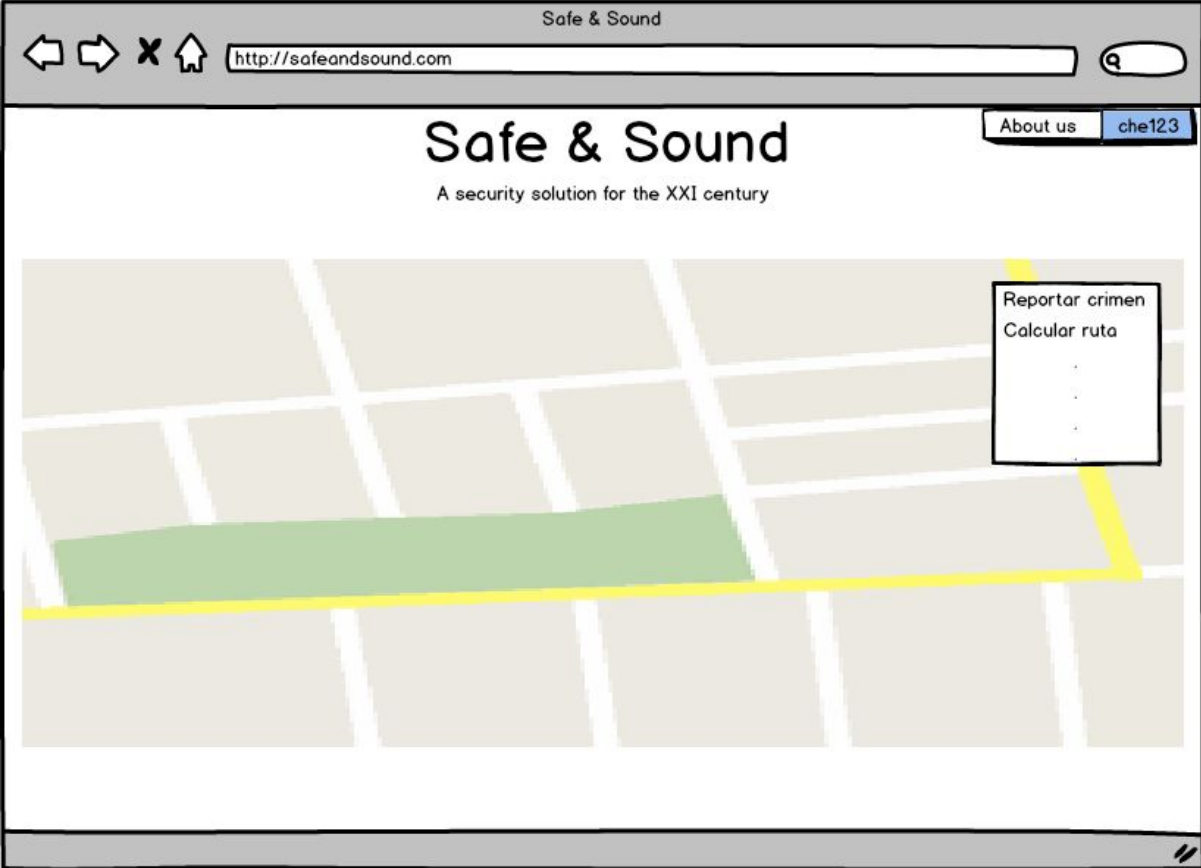 Safe & Sound
http://safeandsound.com
About us
che123
Safe & Sound
A security solution for the XXI century
Reportar crimen
Calcular ruta
.
.
.
.